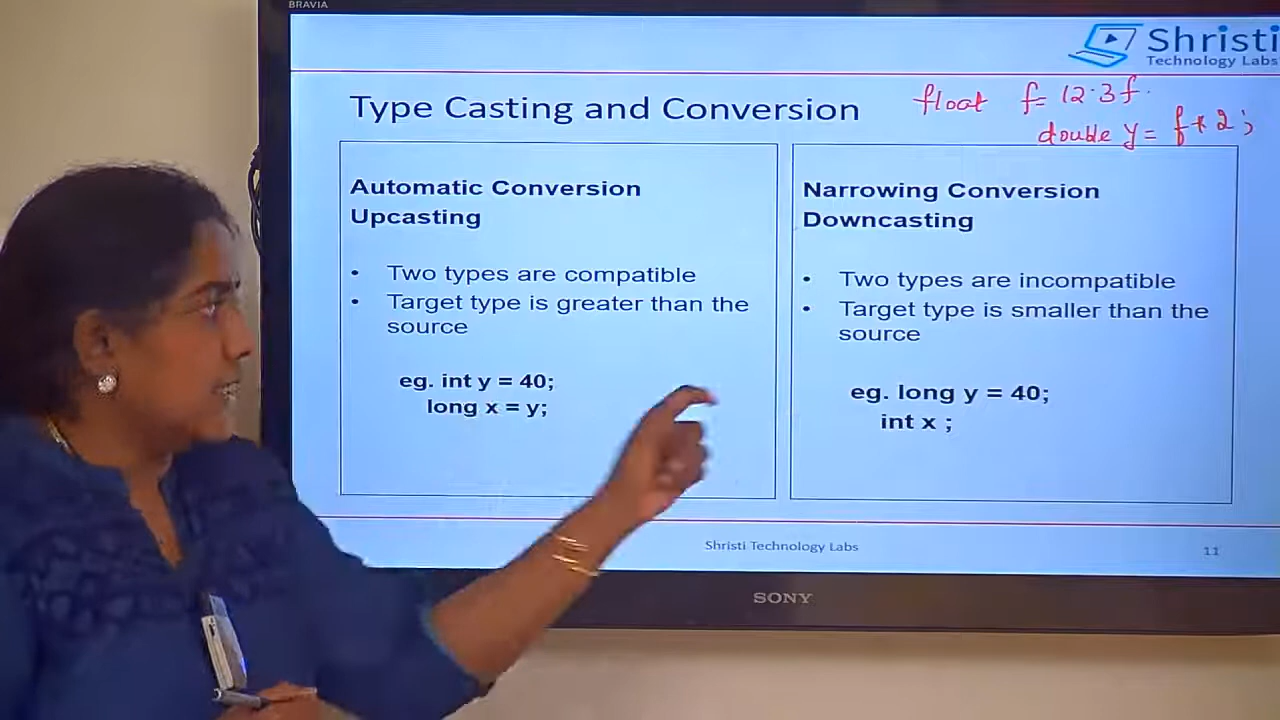 BRAVIA
Shristi
Technology Labs
float f= 12.3f.
double y= f*2;
Type Casting and Conversion
Automatic Conversion
Upcasting
• Two types are compatible
• Target type is greater than the
source
eg. int y = 40;
long x = y;
Narrowing Conversion
Downcasting
• Two types are incompatible
• Target type is smaller than the
source
eg. long y = 40;
int x ;
Shristi Technology Labs
11
SONY